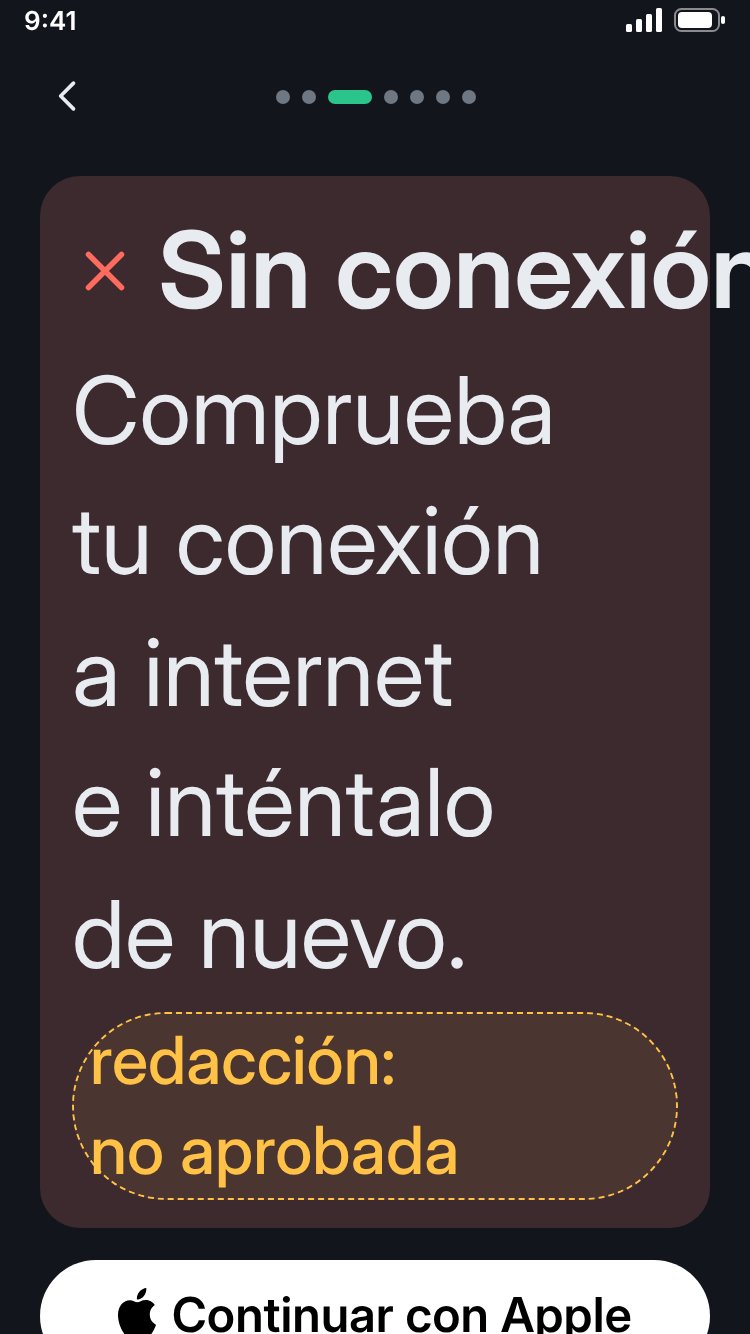 9:41
Sin conexión
Comprueba
tu conexión
a internet
e inténtalo
de nuevo.
redacción:
no aprobada
Continuar con Apple